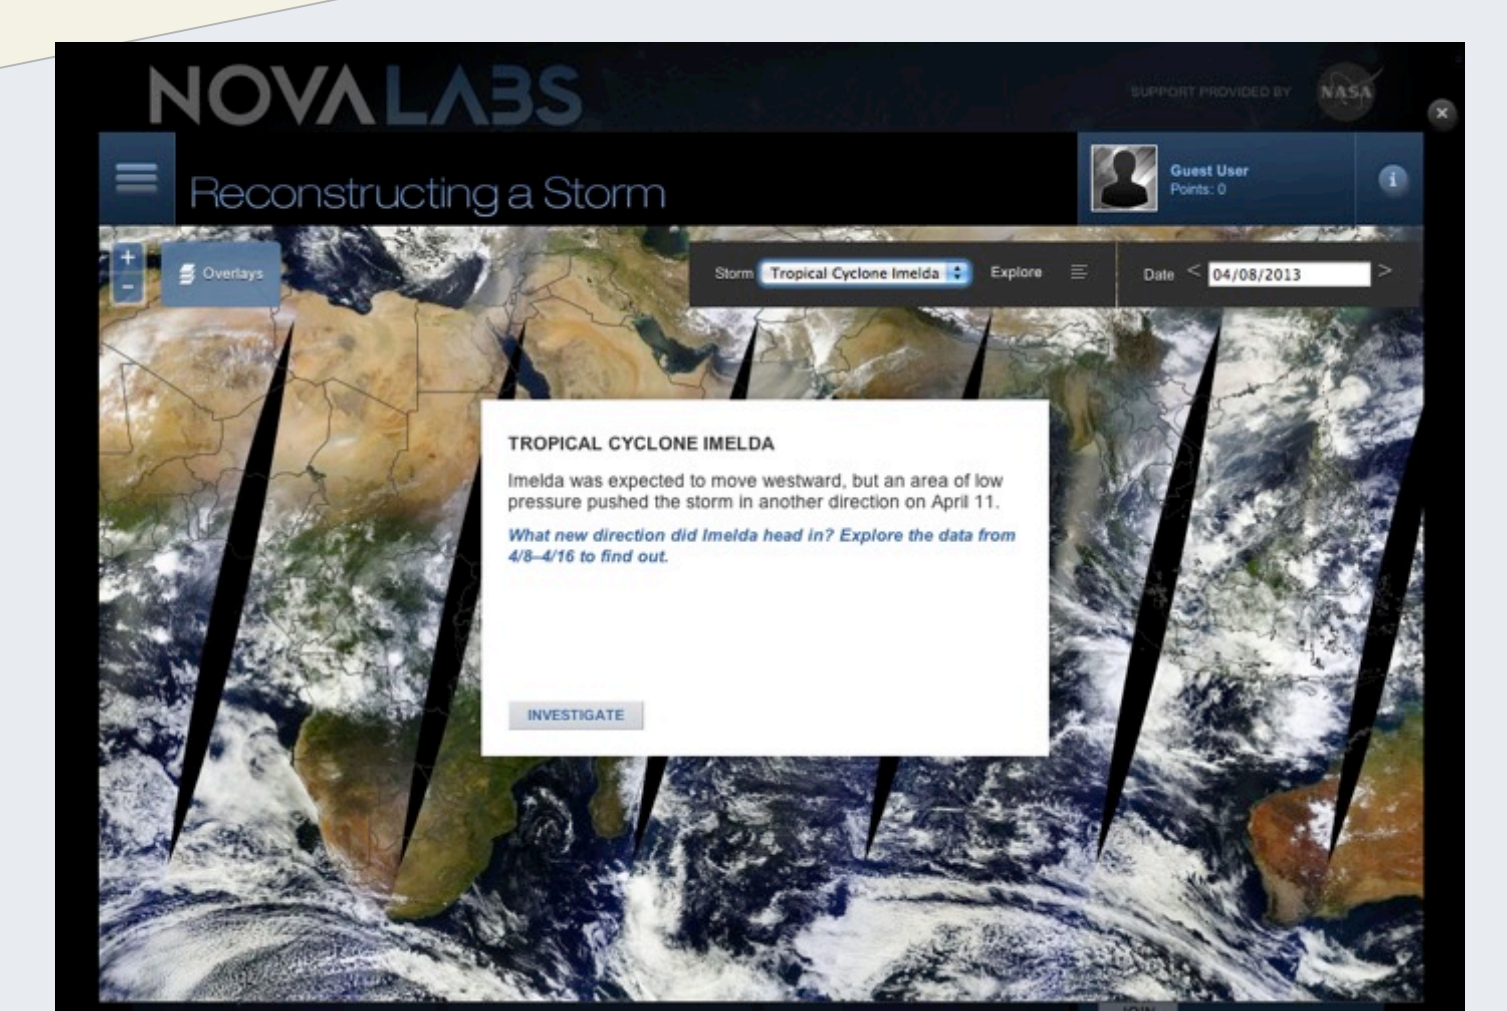 NOVA LABS
SUPPORT PROVIDED BY NASA
Reconstructing a Storm
Guest User
Points: 0
i
+
-
Overlays
Storm Tropical Cyclone Imelda Explore Date < 04/08/2013 >
TROPICAL CYCLONE IMELDA
Imelda was expected to move westward, but an area of low
pressure pushed the storm in another direction on April 11.
What new direction did Imelda head in? Explore the data from
4/8–4/16 to find out.
INVESTIGATE
JOIN